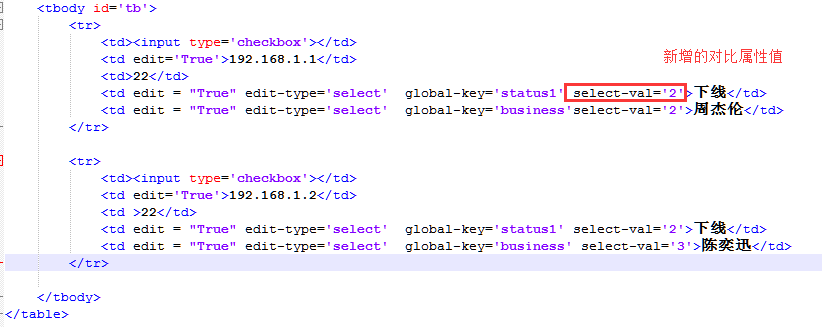 <tbody id='tb'>
<tr>
<td><input type='checkbox'></td>
<td edit='True'>192.168.1.1</td>
新增的对比属性值
<td>22</td>
<td edit = "True" edit-type='select'  global-key='status1' select-val='2'>下线</td>
<td edit = "True" edit-type='select'  global-key='business'select-val='2'>周杰伦</td>
</tr>
<tr>
<td><input type='checkbox'></td>
<td edit='True'>192.168.1.2</td>
<td >22</td>
<td edit = "True" edit-type='select'  global-key='status1' select-val='2'>下线</td>
<td edit = "True" edit-type='select'  global-key='business' select-val='3'>陈奕迅</td>
</tr>
</tbody>
</table>